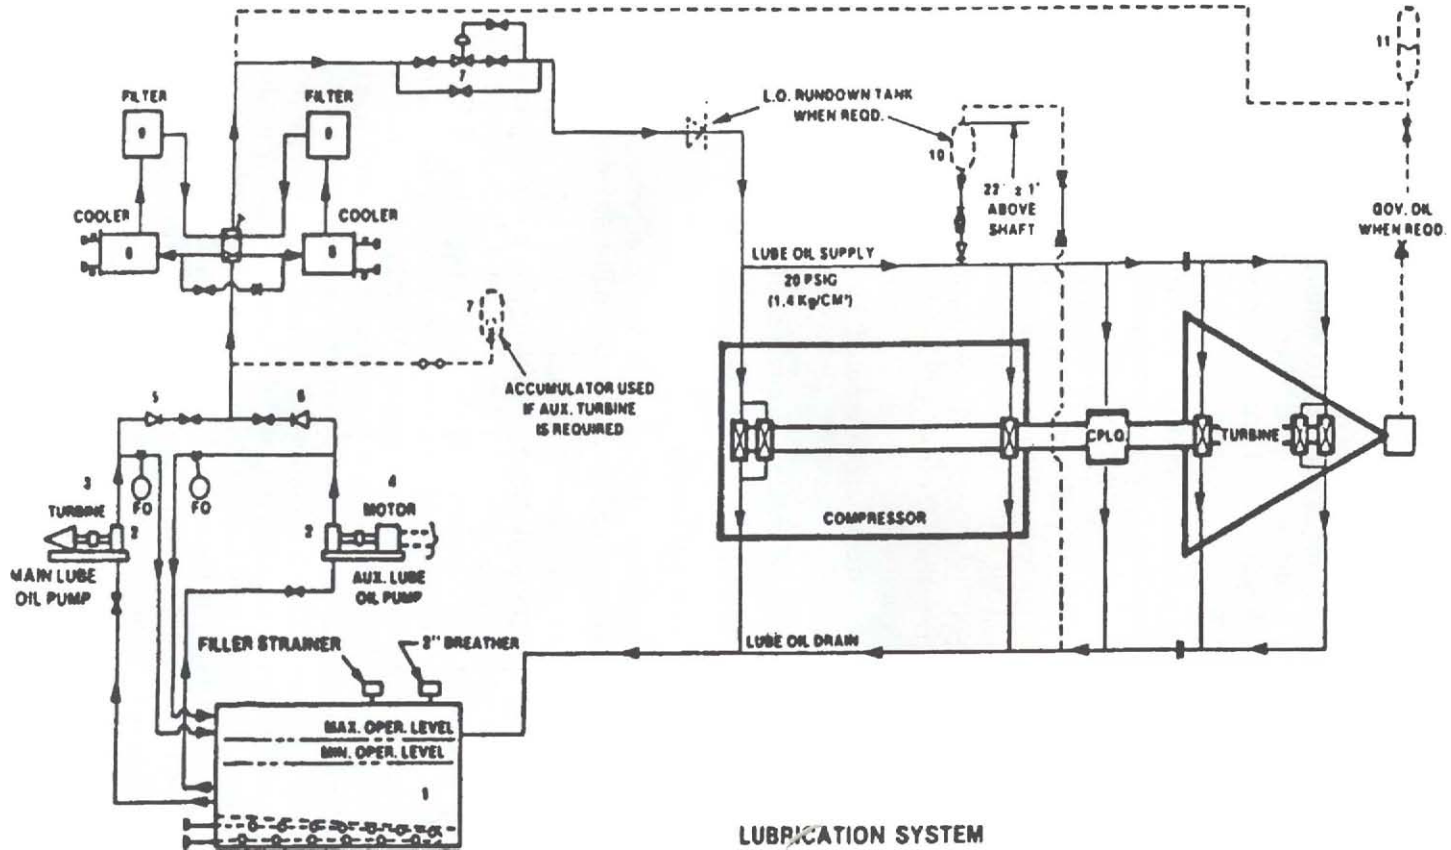 11
7
FILTER
FILTER
9
9
L.O. RUNDOWN TANK
WHEN REQD.
10
22' ± 1'
ABOVE
SHAFT
COOLER
COOLER
8
8
GOV. OIL
WHEN REQD.
LUBE OIL SUPPLY
20 PSIG
(1,4 Kg/CM²)
7
ACCUMULATOR USED
IF AUX. TURBINE
IS REQUIRED
5
6
CPLG
TURBINE
3
4
TURBINE
FO
FO
MOTOR
2
2
COMPRESSOR
MAIN LUBE
OIL PUMP
AUX. LUBE
OIL PUMP
FILLER STRAINER
2" BREATHER
LUBE OIL DRAIN
MAX. OPER. LEVEL
MIN. OPER. LEVEL
1
LUBRICATION SYSTEM